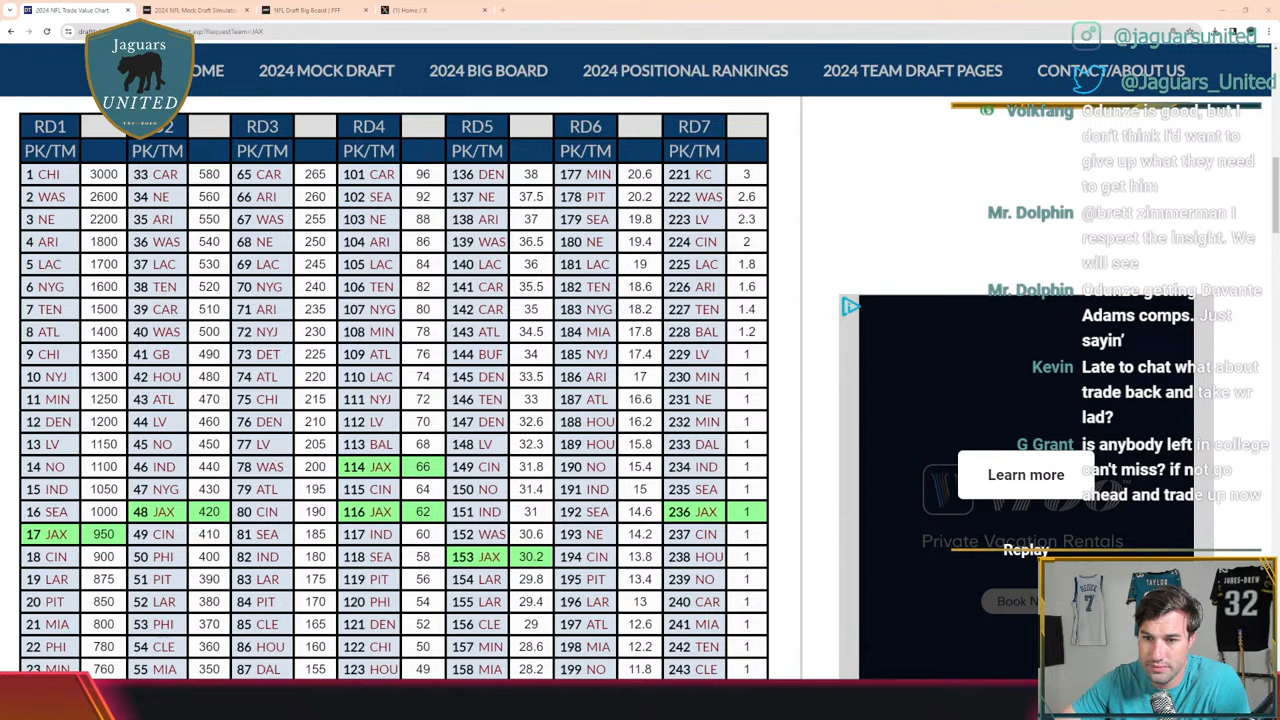 2024 NFL Trade Value Chart
2024 NFL Mock Draft Simulato
NFL Draft Big Board | PFF
(1) Home / X
asp?RequestTeam=JAX
Jaguars
UNITED
@jaguarsunited_
@Jaguars_United
OME 2024 MOCK DRAFT 2024 BIG BOARD 2024 POSITIONAL RANKINGS 2024 TEAM DRAFT PAGES CONTACT/ABOUT US
RD1 RD3 RD4 RD5 RD6 RD7
PK/TM PK/TM PK/TM PK/TM PK/TM PK/TM PK/TM
1 CHI 3000 33 CAR 580 65 CAR 265 101 CAR 96 136 DEN 38 177 MIN 20.6 221 KC 3
2 WAS 2600 34 NE 560 66 ARI 260 102 SEA 92 137 NE 37.5 178 PIT 20.2 222 WAS 2.6
3 NE 2200 35 ARI 550 67 WAS 255 103 NE 88 138 ARI 37 179 SEA 19.8 223 LV 2.3
4 ARI 1800 36 WAS 540 68 NE 250 104 ARI 86 139 WAS 36.5 180 NE 19.4 224 CIN 2
5 LAC 1700 37 LAC 530 69 LAC 245 105 LAC 84 140 LAC 36 181 LAC 19 225 LAC 1.8
6 NYG 1600 38 TEN 520 70 NYG 240 106 TEN 82 141 CAR 35.5 182 TEN 18.6 226 ARI 1.6
7 TEN 1500 39 CAR 510 71 ARI 235 107 NYG 80 142 CAR 35 183 NYG 18.2 227 TEN 1.4
8 ATL 1400 40 WAS 500 72 NYJ 230 108 MIN 78 143 ATL 34.5 184 MIA 17.8 228 BAL 1.2
9 CHI 1350 41 GB 490 73 DET 225 109 ATL 76 144 BUF 34 185 NYJ 17.4 229 LV 1
10 NYJ 1300 42 HOU 480 74 ATL 220 110 LAC 74 145 DEN 33.5 186 ARI 17 230 MIN 1
11 MIN 1250 43 ATL 470 75 CHI 215 111 NYJ 72 146 TEN 33 187 ATL 16.6 231 NE 1
12 DEN 1200 44 LV 460 76 DEN 210 112 LV 70 147 DEN 32.6 188 HOU 16.2 232 MIN 1
13 LV 1150 45 NO 450 77 LV 205 113 BAL 68 148 LV 32.3 189 HOU 15.8 233 DAL 1
14 NO 1100 46 IND 440 78 WAS 200 114 JAX 66 149 CIN 31.8 190 NO 15.4 234 IND 1
15 IND 1050 47 NYG 430 79 ATL 195 115 CIN 64 150 NO 31.4 191 IND 15 235 SEA 1
16 SEA 1000 48 JAX 420 80 CIN 190 116 JAX 62 151 IND 31 192 SEA 14.6 236 JAX 1
17 JAX 950 49 CIN 410 81 SEA 185 117 IND 60 152 WAS 30.6 193 NE 14.2 237 CIN 1
18 CIN 900 50 PHI 400 82 IND 180 118 SEA 58 153 JAX 30.2 194 CIN 13.8 238 HOU 1
19 LAR 875 51 PIT 390 83 LAR 175 119 PIT 56 154 LAR 29.8 195 PIT 13.4 239 NO 1
20 PIT 850 52 LAR 380 84 PIT 170 120 PHI 54 155 LAR 29.4 196 LAR 13 240 CAR 1
21 MIA 800 53 PHI 370 85 CLE 165 121 DEN 52 156 CLE 29 197 ATL 12.6 241 MIA 1
22 PHI 780 54 CLE 360 86 HOU 160 122 CHI 50 157 MIN 28.6 198 MIA 12.2 242 TEN 1
23 MIN 760 55 MIA 350 87 DAL 155 123 HOU 49 158 MIA 28.2 199 NO 11.8 243 CLE 1
Volkfang Odunze is good, but I
don't think I'd want to
give up what they need
to get him
Mr. Dolphin @brett zimmerman I
respect the insight. We
will see
Mr. Dolphin Odunze getting Davante
Adams comps. Just
sayin'
Kevin Late to chat what about
trade back and take wr
lad?
G Grant is anybody left in college
can't miss? if not go
ahead and trade up now
Learn more
Private Vacation Rentals
Replay
Book N
TAYLOR
JONES-DREW
7
32